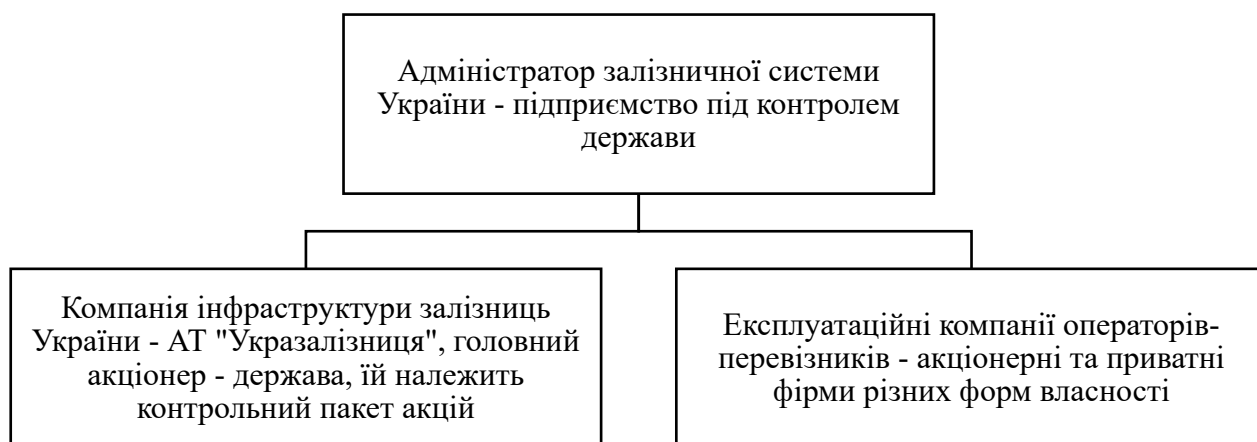 Адміністратор залізничної системи
України - підприємство під контролем
держави
Компанія інфраструктури залізниць
України - АТ "Укразалізниця", головний
акціонер - держава, їй належить
контрольний пакет акцій
Експлуатаційні компанії операторів-
перевізників - акціонерні та приватні
фірми різних форм власності